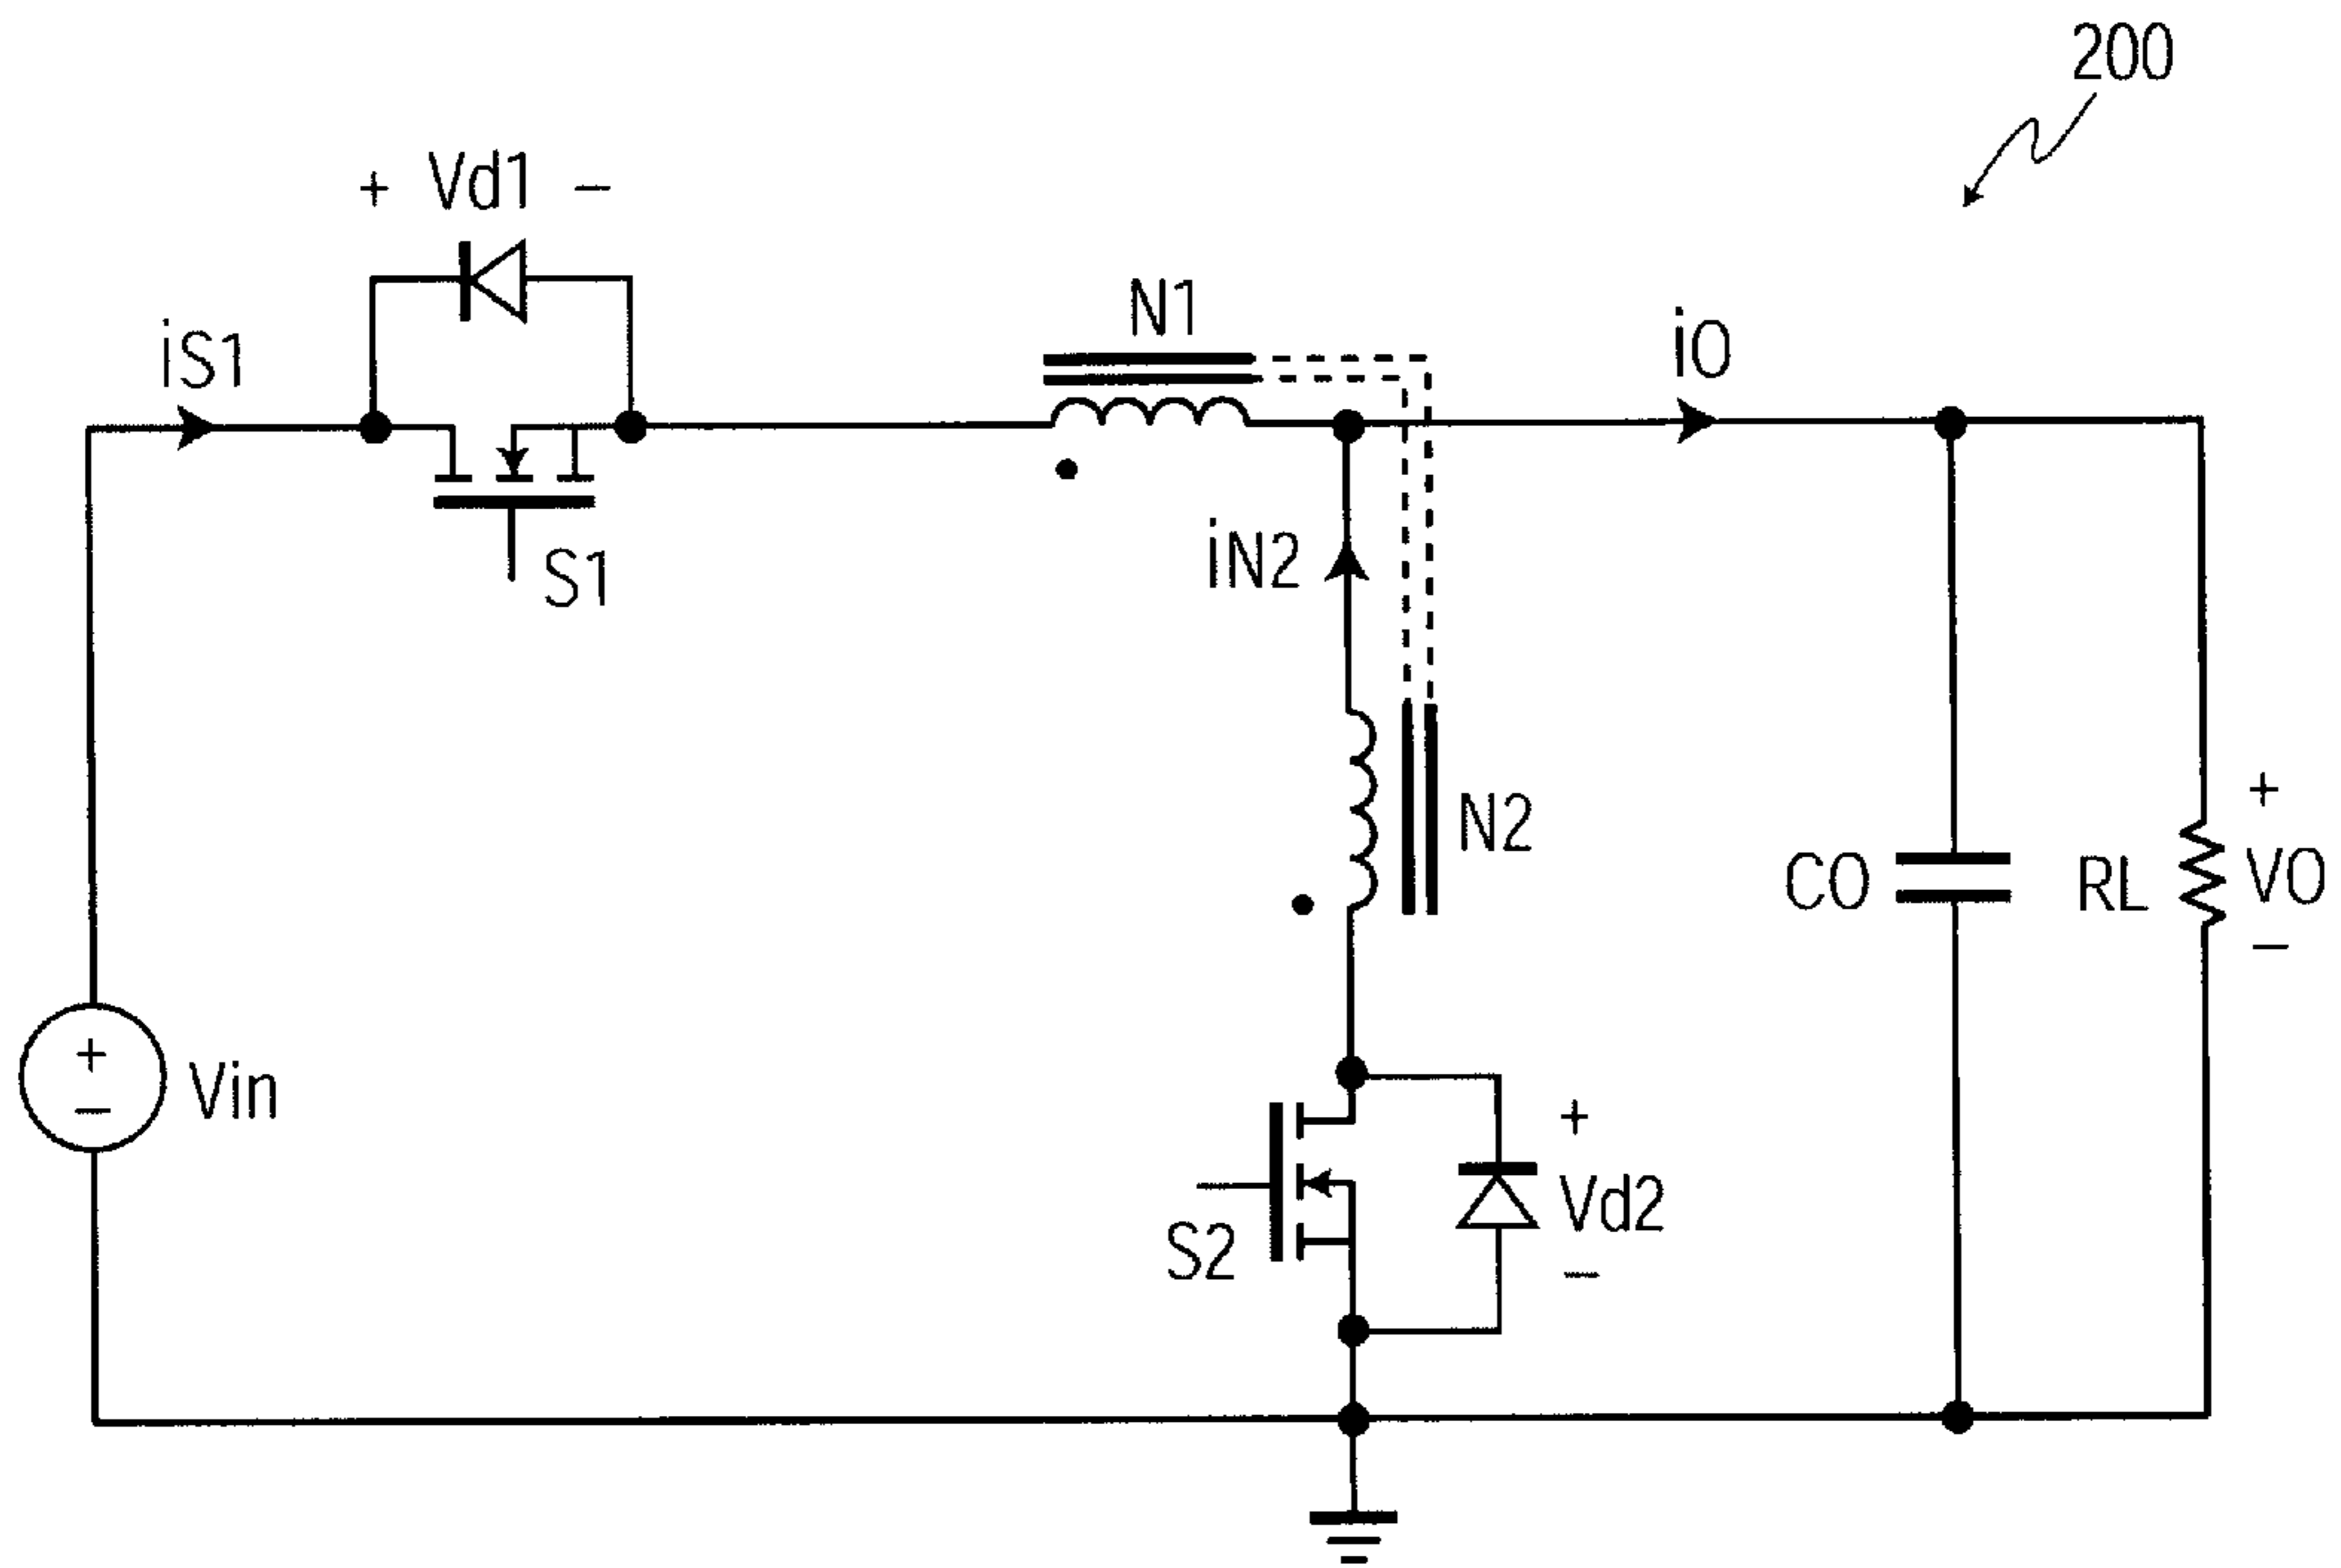 200
+ Vd1 −
iS1
N1
iO
S1
iN2
N2
CO
RL
+
VO
−
+
−
Vin
S2
+
Vd2
−